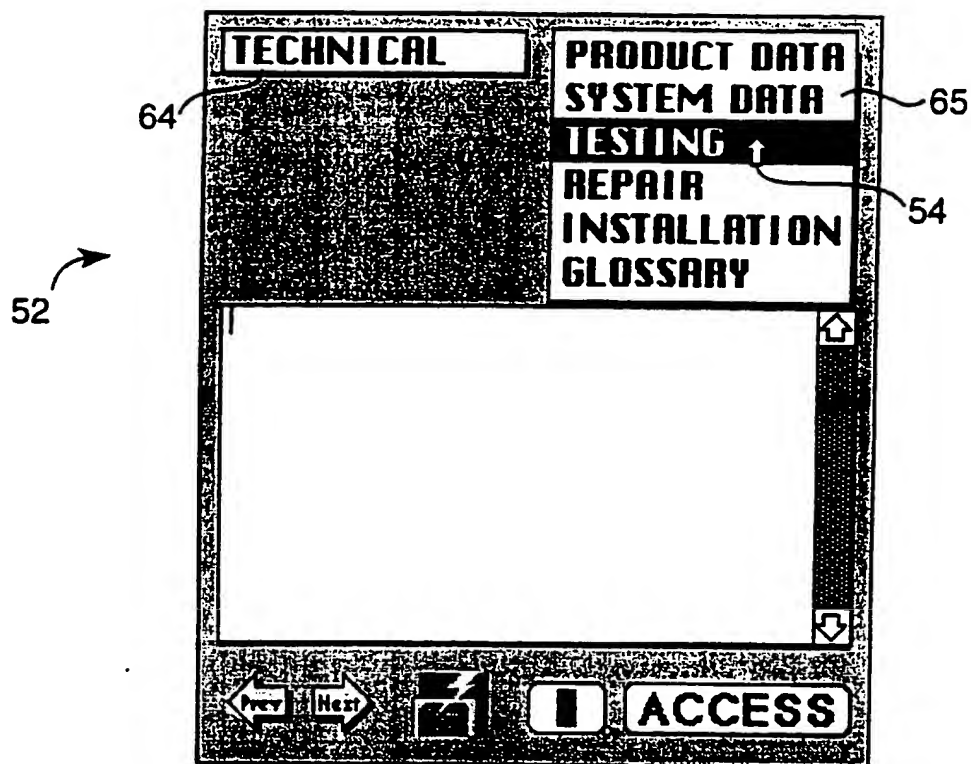 TECHNICAL
64
PRODUCT DATA
SYSTEM DATA
65
TESTING
54
REPAIR
INSTALLATION
GLOSSARY
52
Prev Next ACCESS